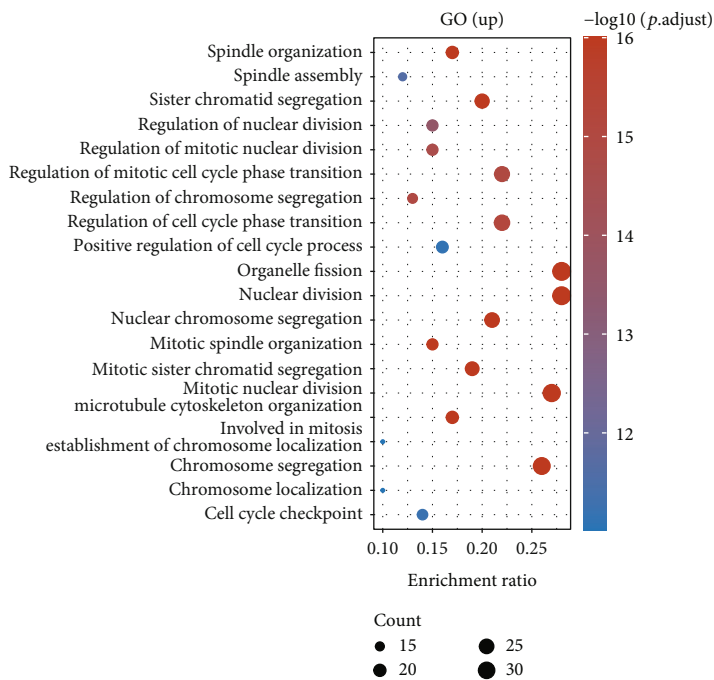 GO (up)
−log10 (p.adjust)
Spindle organization
Spindle assembly
Sister chromatid segregation
Regulation of nuclear division
Regulation of mitotic nuclear division
Regulation of mitotic cell cycle phase transition
Regulation of chromosome segregation
Regulation of cell cycle phase transition
Positive regulation of cell cycle process
Organelle fission
Nuclear division
Nuclear chromosome segregation
Mitotic spindle organization
Mitotic sister chromatid segregation
Mitotic nuclear division
microtubule cytoskeleton organization
Involved in mitosis
establishment of chromosome localization
Chromosome segregation
Chromosome localization
Cell cycle checkpoint
16
15
14
13
12
0.10 0.15 0.20 0.25
Enrichment ratio
Count
15 25
20 30